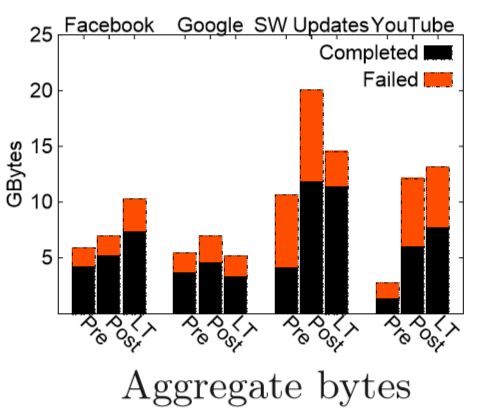 Facebook Google SW Updates YouTube
25
Completed
Failed
20
15
10
5
GBytes
Pre Post LT Pre Post LT Pre Post LT Pre Post LT
Aggregate bytes